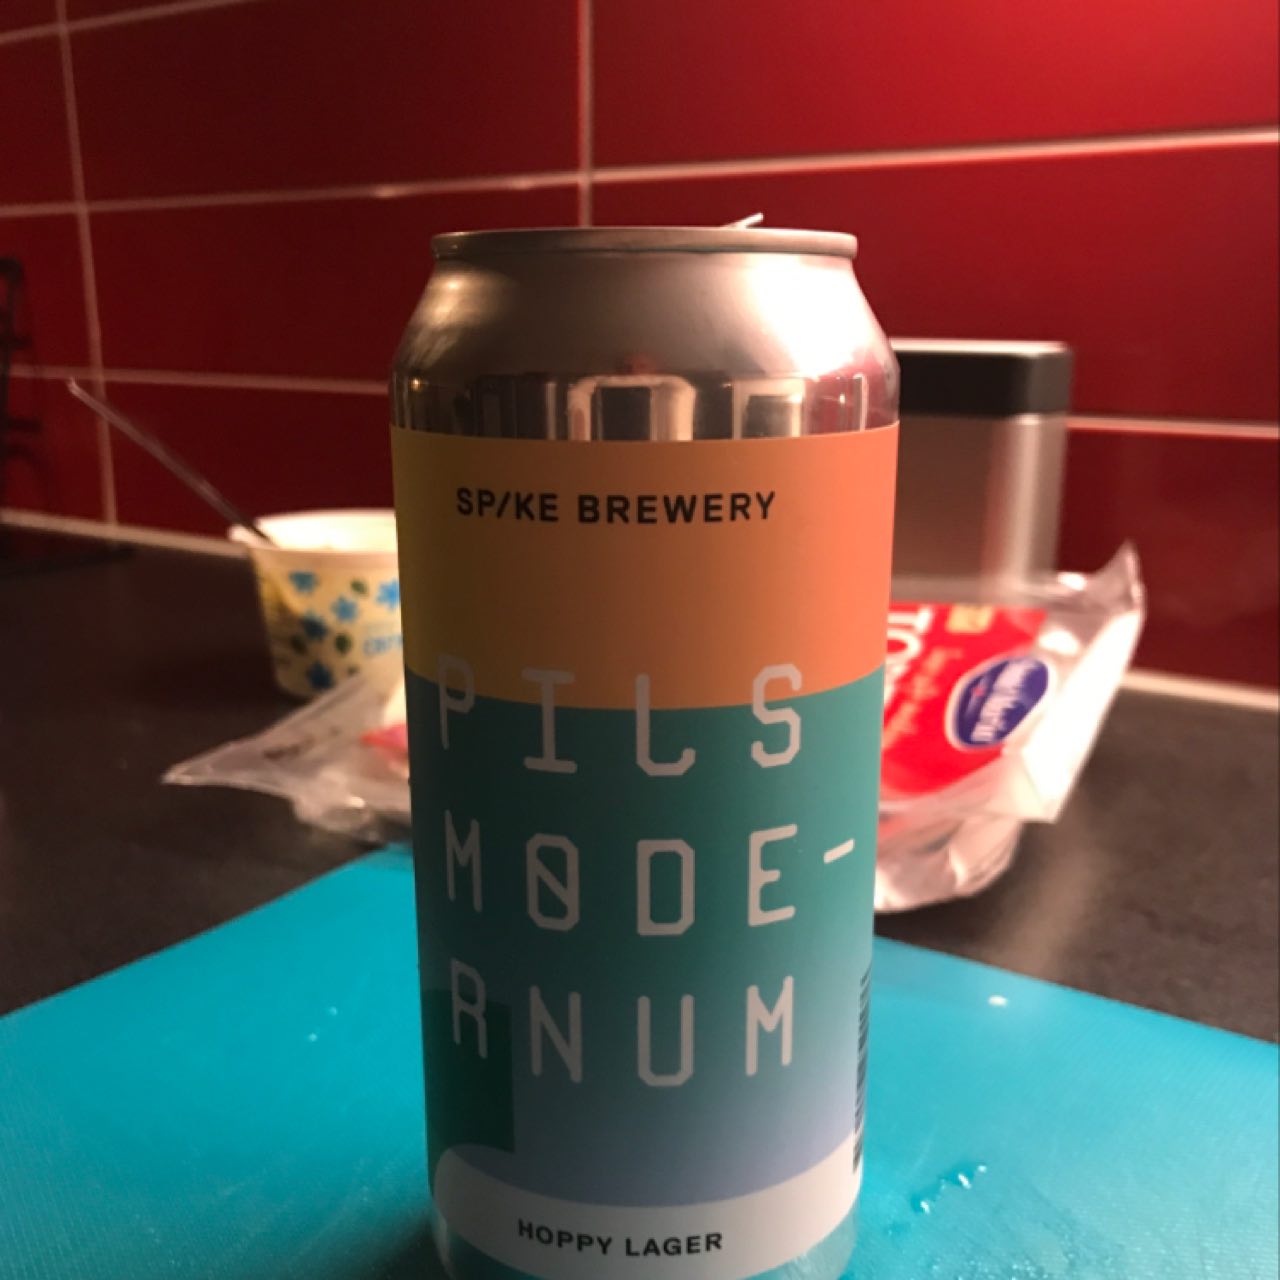 SP/KE BREWERY
PILS
MØDE-
RNUM
HOPPY LAGER